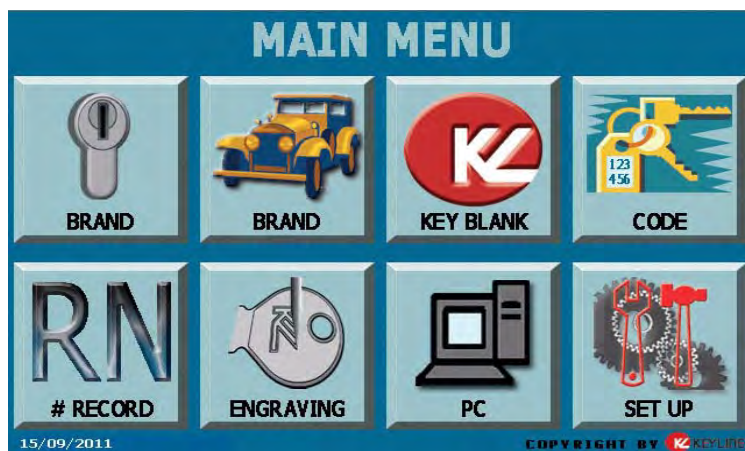 MAIN MENU
BRAND
BRAND
KEY BLANK
CODE
123
456
RN
# RECORD
ENGRAVING
PC
SET UP
15/09/2011
COPYRIGHT BY KEYLINE